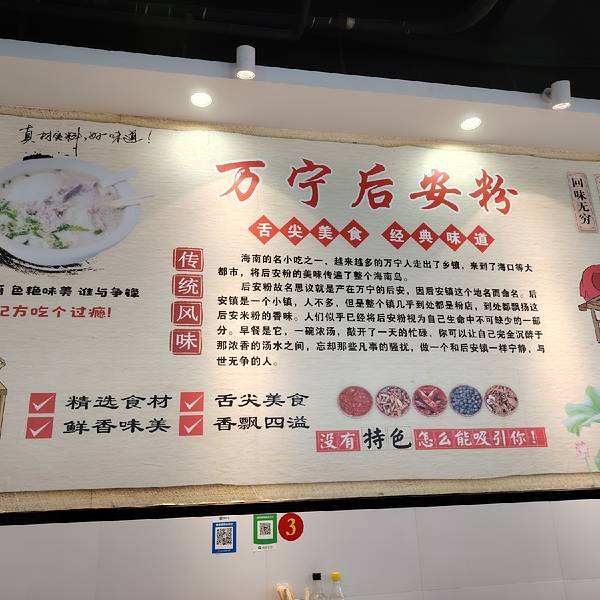 真材实料,好味道!
万宁后安粉
舌尖美食 经典味道
回味无穷
传统风味
海南的名小吃之一,越来越多的万宁人走出了乡镇,来到了海口等大
都市,将后安粉的美味传遍了整个海南岛。
后安粉故名思议就是产在万宁的后安,因后安镇这个地名而命名。后
安镇是一个小镇,人不多,但是整个镇几乎到处都是粉店,到处都飘扬这
后安米粉的香味。人们似乎已经将后安粉视为自己生命中不可缺少的一部
分。早餐是它,一碗浓汤,敲开了一天的忙碌,你可以让自己完全沉醉于
那浓香的汤水之间,忘却那些凡事的骚扰,做一个和后安镇一样宁静,与
世无争的人。
色艳味美 谁与争锋
配方吃个过瘾!
精选食材 舌尖美食
鲜香味美 香飘四溢
没有特色怎么能吸引你!
3